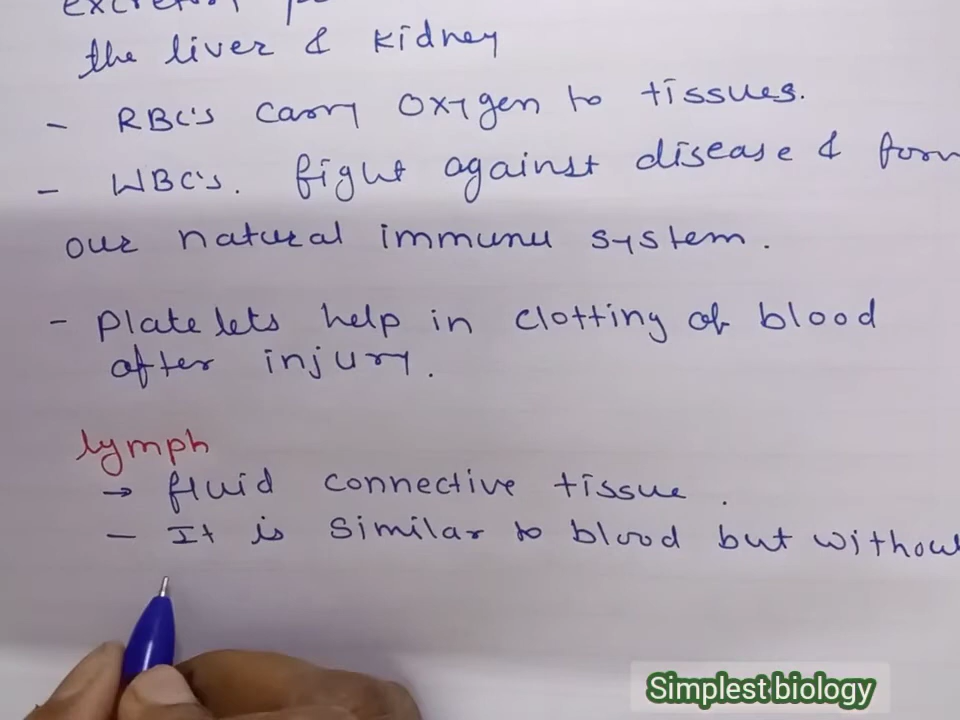 the liver & kidney
- RBC's carry oxygen to tissues.
- WBC's. fight against disease & form
our natural immunu system.
- Platelets help in clotting of blood
after injury.
lymph
→ fluid connective tissue.
- It is similar to blood but without
Simplest biology